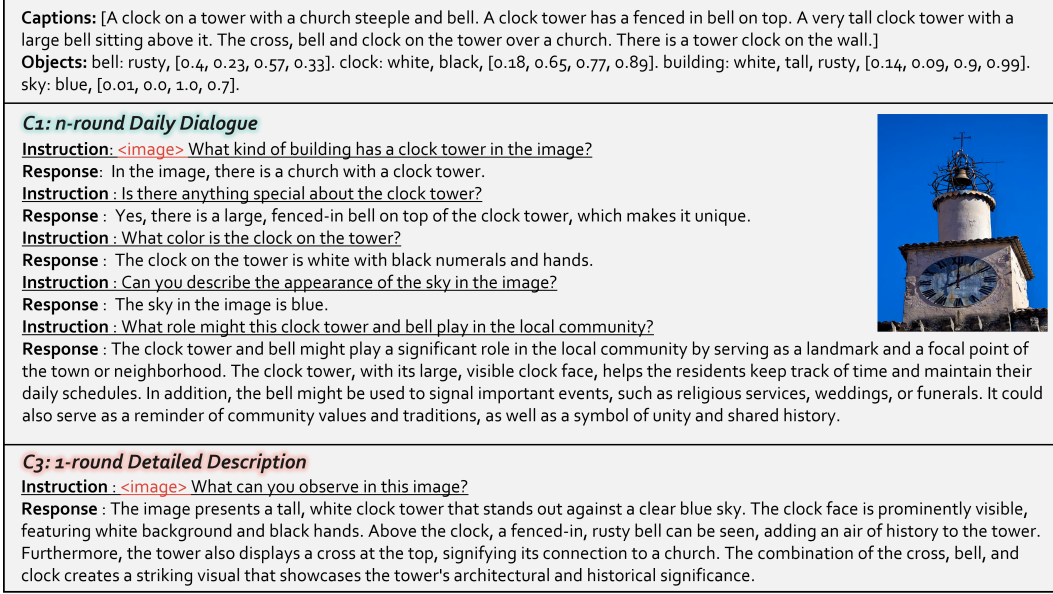 Captions: [A clock on a tower with a church steeple and bell. A clock tower has a fenced in bell on top. A very tall clock tower with a
large bell sitting above it. The cross, bell and clock on the tower over a church. There is a tower clock on the wall.]
Objects: bell: rusty, [0.4, 0.23, 0.57, 0.33]. clock: white, black, [0.18, 0.65, 0.77, 0.89]. building: white, tall, rusty, [0.14, 0.09, 0.9, 0.99].
sky: blue, [0.01, 0.0, 1.0, 0.7].
C1: n-round Daily Dialogue
Instruction: <image> What kind of building has a clock tower in the image?
Response: In the image, there is a church with a clock tower.
Instruction : Is there anything special about the clock tower?
Response : Yes, there is a large, fenced-in bell on top of the clock tower, which makes it unique.
Instruction : What color is the clock on the tower?
Response : The clock on the tower is white with black numerals and hands.
Instruction : Can you describe the appearance of the sky in the image?
Response : The sky in the image is blue.
Instruction : What role might this clock tower and bell play in the local community?
Response : The clock tower and bell might play a significant role in the local community by serving as a landmark and a focal point of
the town or neighborhood. The clock tower, with its large, visible clock face, helps the residents keep track of time and maintain their
daily schedules. In addition, the bell might be used to signal important events, such as religious services, weddings, or funerals. It could
also serve as a reminder of community values and traditions, as well as a symbol of unity and shared history.
C3: 1-round Detailed Description
Instruction : <image> What can you observe in this image?
Response : The image presents a tall, white clock tower that stands out against a clear blue sky. The clock face is prominently visible,
featuring white background and black hands. Above the clock, a fenced-in, rusty bell can be seen, adding an air of history to the tower.
Furthermore, the tower also displays a cross at the top, signifying its connection to a church. The combination of the cross, bell, and
clock creates a striking visual that showcases the tower's architectural and historical significance.